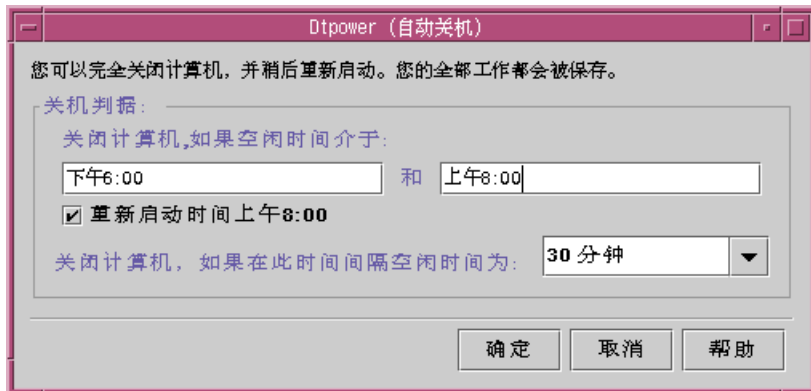 Dtpower (自动关机)
您可以完全关闭计算机, 并稍后重新启动。您的全部工作都会被保存。
关机判据:
关闭计算机,如果空闲时间介于:
下午6:00 和 上午8:00
重新启动时间上午8:00
关闭计算机, 如果在此时间间隔空闲时间为: 30 分钟
确定 取消 帮助